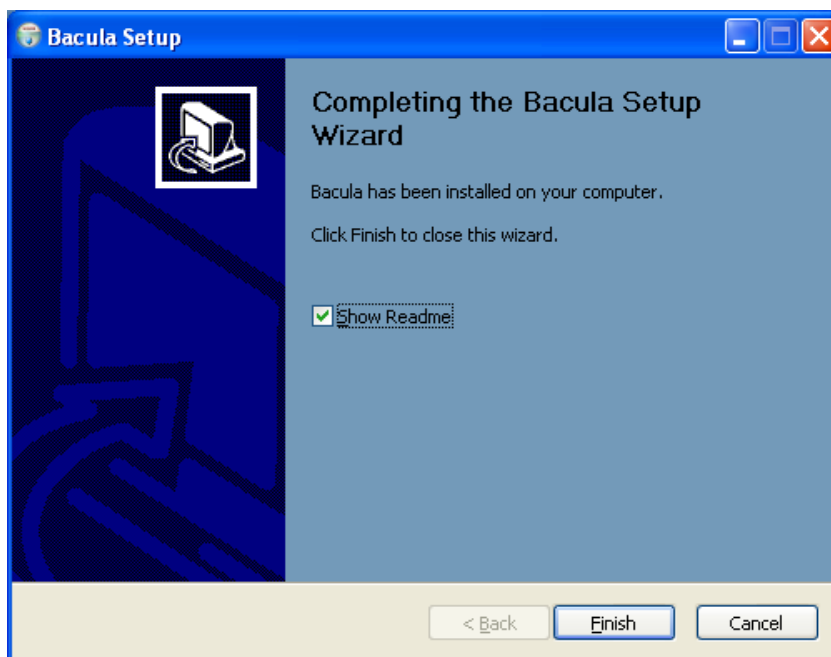 Bacula Setup
Completing the Bacula Setup
Wizard
Bacula has been installed on your computer.
Click Finish to close this wizard.
Show Readme
< Back
Finish
Cancel